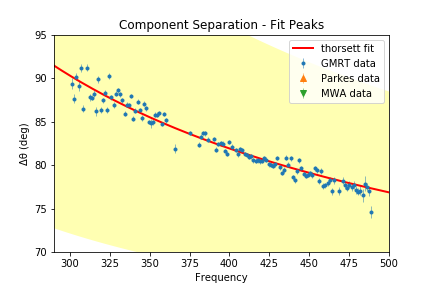 Component Separation - Fit Peaks
thorsett fit
GMRT data
Parkes data
MWA data
Δθ (deg)
95
90
85
80
75
70
300 325 350 375 400 425 450 475 500
Frequency